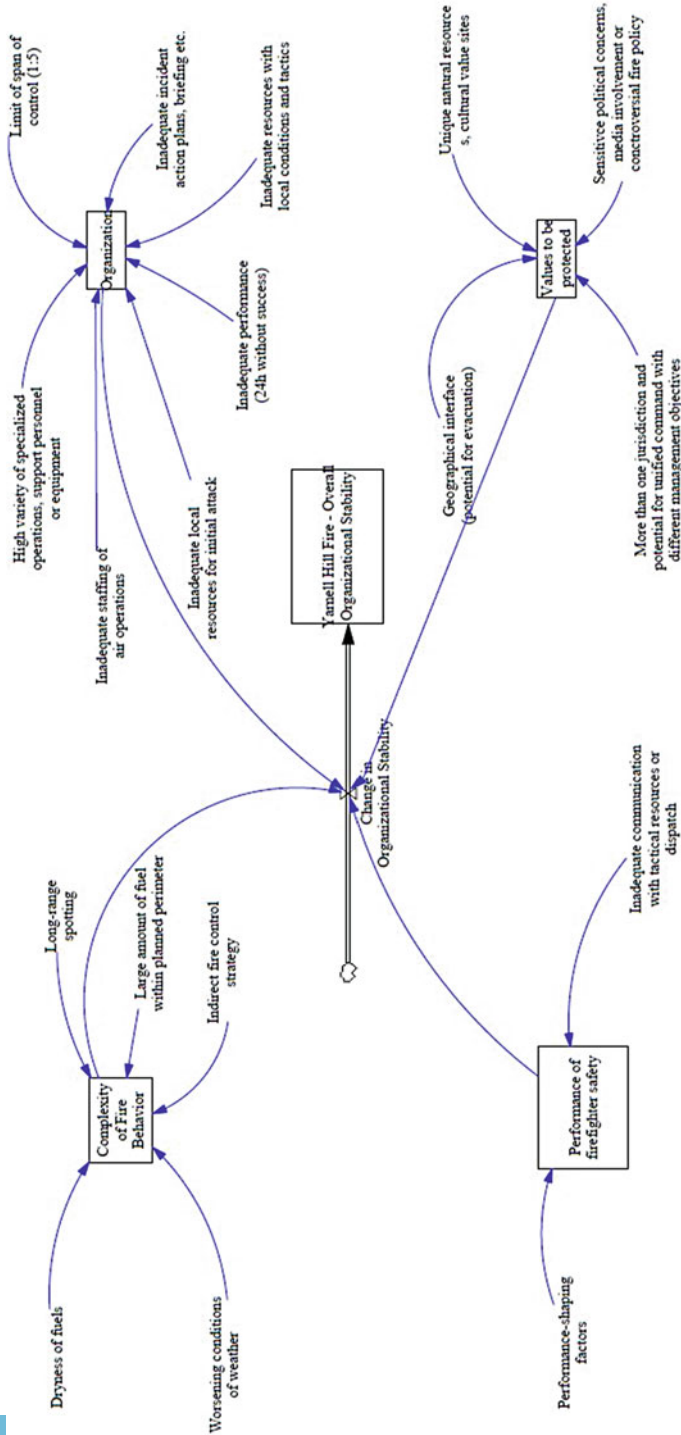 Dryness of fuels
Long-range
spotting
Complexity
of Fire
Behavior
Large amount of fuel
within planned perimeter
Worsening conditions
of weather
Indirect fire control
strategy
High variety of specialized
operations, support personnel
or equipment
Limit of span of
control (1:5)
Organization
Inadequate incident
action plans, briefing etc.
Inadequate staffing of
air operations
Inadequate local
resources for initial attack
Inadequate performance
(24h without success)
Inadequate resources with
local conditions and tactics
Change in
Organizational Stability
Yarnell Hill Fire - Overall
Organizational Stability
Performance-shaping
factors
Performance of
firefighter safety
Inadequate communication
with tactical resources or
dispatch
Geographical interface
(potential for evacuation)
Unique natural resource
s, cultural value sites
Values to be
protected
More than one jurisdiction and
potential for unified command with
different management objectives
Sensitivce political concerns,
media involvement or
conctroversial fire policy